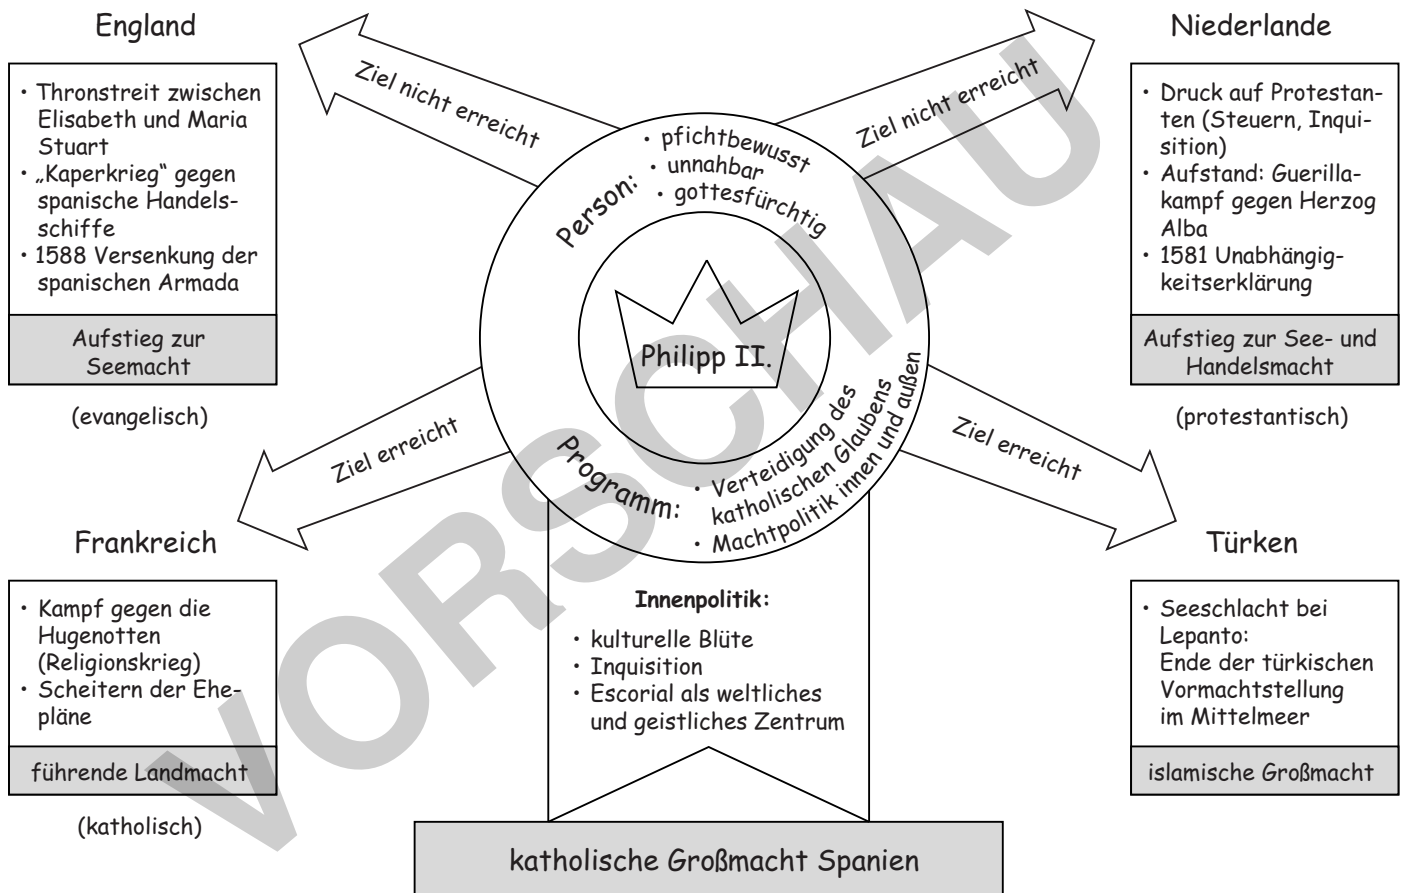 England
• Thronstreit zwischen
Elisabeth und Maria
Stuart
• „Kaperkrieg“ gegen
spanische Handels-
schiffe
• 1588 Versenkung der
spanischen Armada
Aufstieg zur
Seemacht
(evangelisch)
Ziel nicht erreicht
Niederlande
• Druck auf Protestan-
ten (Steuern, Inqui-
sition)
• Aufstand: Guerilla-
kampf gegen Herzog
Alba
• 1581 Unabhängig-
keitserklärung
Aufstieg zur See- und
Handelsmacht
(protestantisch)
Ziel nicht erreicht
Person:
• pfichtbewusst
• unnahbar
• gottesfürchtig
Philipp II.
Programm:
• Verteidigung des
katholischen Glaubens
• Machtpolitik innen und außen
Ziel erreicht
Frankreich
• Kampf gegen die
Hugenotten
(Religionskrieg)
• Scheitern der Ehe-
pläne
führende Landmacht
(katholisch)
Ziel erreicht
Türken
• Seeschlacht bei
Lepanto:
Ende der türkischen
Vormachtstellung
im Mittelmeer
islamische Großmacht
Innenpolitik:
• kulturelle Blüte
• Inquisition
• Escorial als weltliches
und geistliches Zentrum
katholische Großmacht Spanien
VORSCHAU